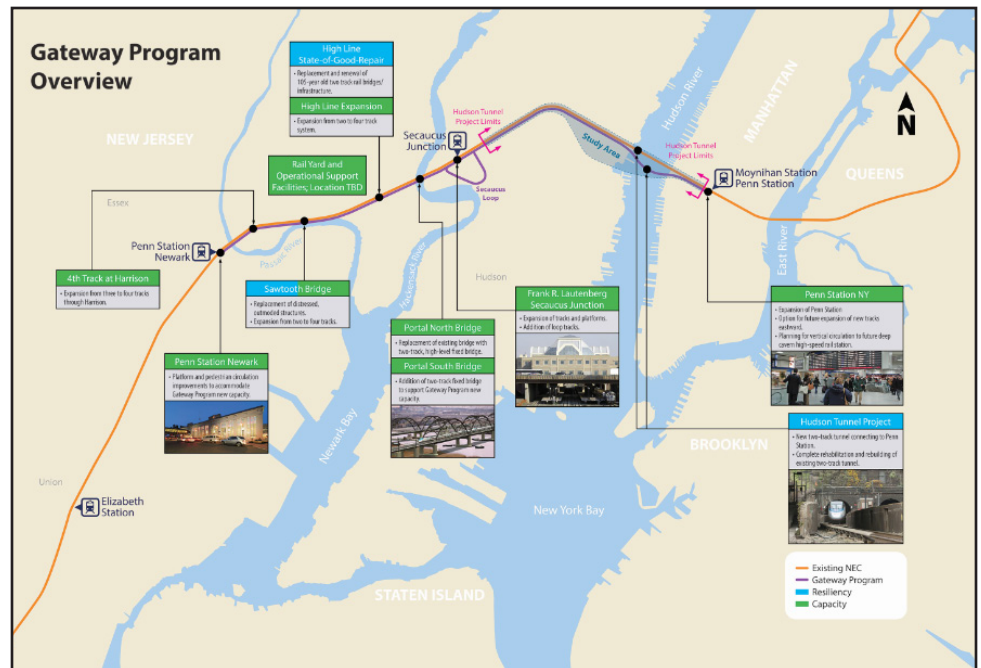 Gateway Program
Overview
High Line
State-of-Good-Repair
• Replacement and renewal of
105-year old two track rail bridges/
infrastructure.
High Line Expansion
• Expansion from two to four track
system.
NEW JERSEY
Rail Yard and
Operational Support
Facilities; Location TBD
Secaucus
Junction
Hudson Tunnel
Project Limits
Secaucus
Loop
Study Area
Hudson River
MANHATTAN
N
Hudson Tunnel
Project Limits
Moynihan Station
Penn Station
QUEENS
East River
Essex
Penn Station
Newark
Passaic River
Hackensack River
Hudson
4th Track at Harrison
• Expansion from three to four tracks
through Harrison.
Sawtooth Bridge
• Replacement of distressed,
outmoded structures.
• Expansion from two to four tracks.
Frank R. Lautenberg
Secaucus Junction
• Expansion of tracks and platforms.
• Addition of loop tracks.
Penn Station NY
• Expansion of Penn Station
• Option for future expansion of new tracks
eastward.
• Planning for vertical circulation to future deep
cavern high-speed rail station.
Portal North Bridge
• Replacement of existing bridge with
two-track, high-level fixed bridge.
Portal South Bridge
• Addition of two-track fixed bridge
to support Gateway Program new
capacity.
Penn Station Newark
• Platform and pedestrian circulation
improvements to accommodate
Gateway Program new capacity.
Newark Bay
BROOKLYN
Hudson Tunnel Project
• New two-track tunnel connecting to Penn
Station.
• Complete rehabilitation and rebuilding of
existing two-track tunnel.
Union
Elizabeth
Station
New York Bay
STATEN ISLAND
Existing NEC
Gateway Program
Resiliency
Capacity